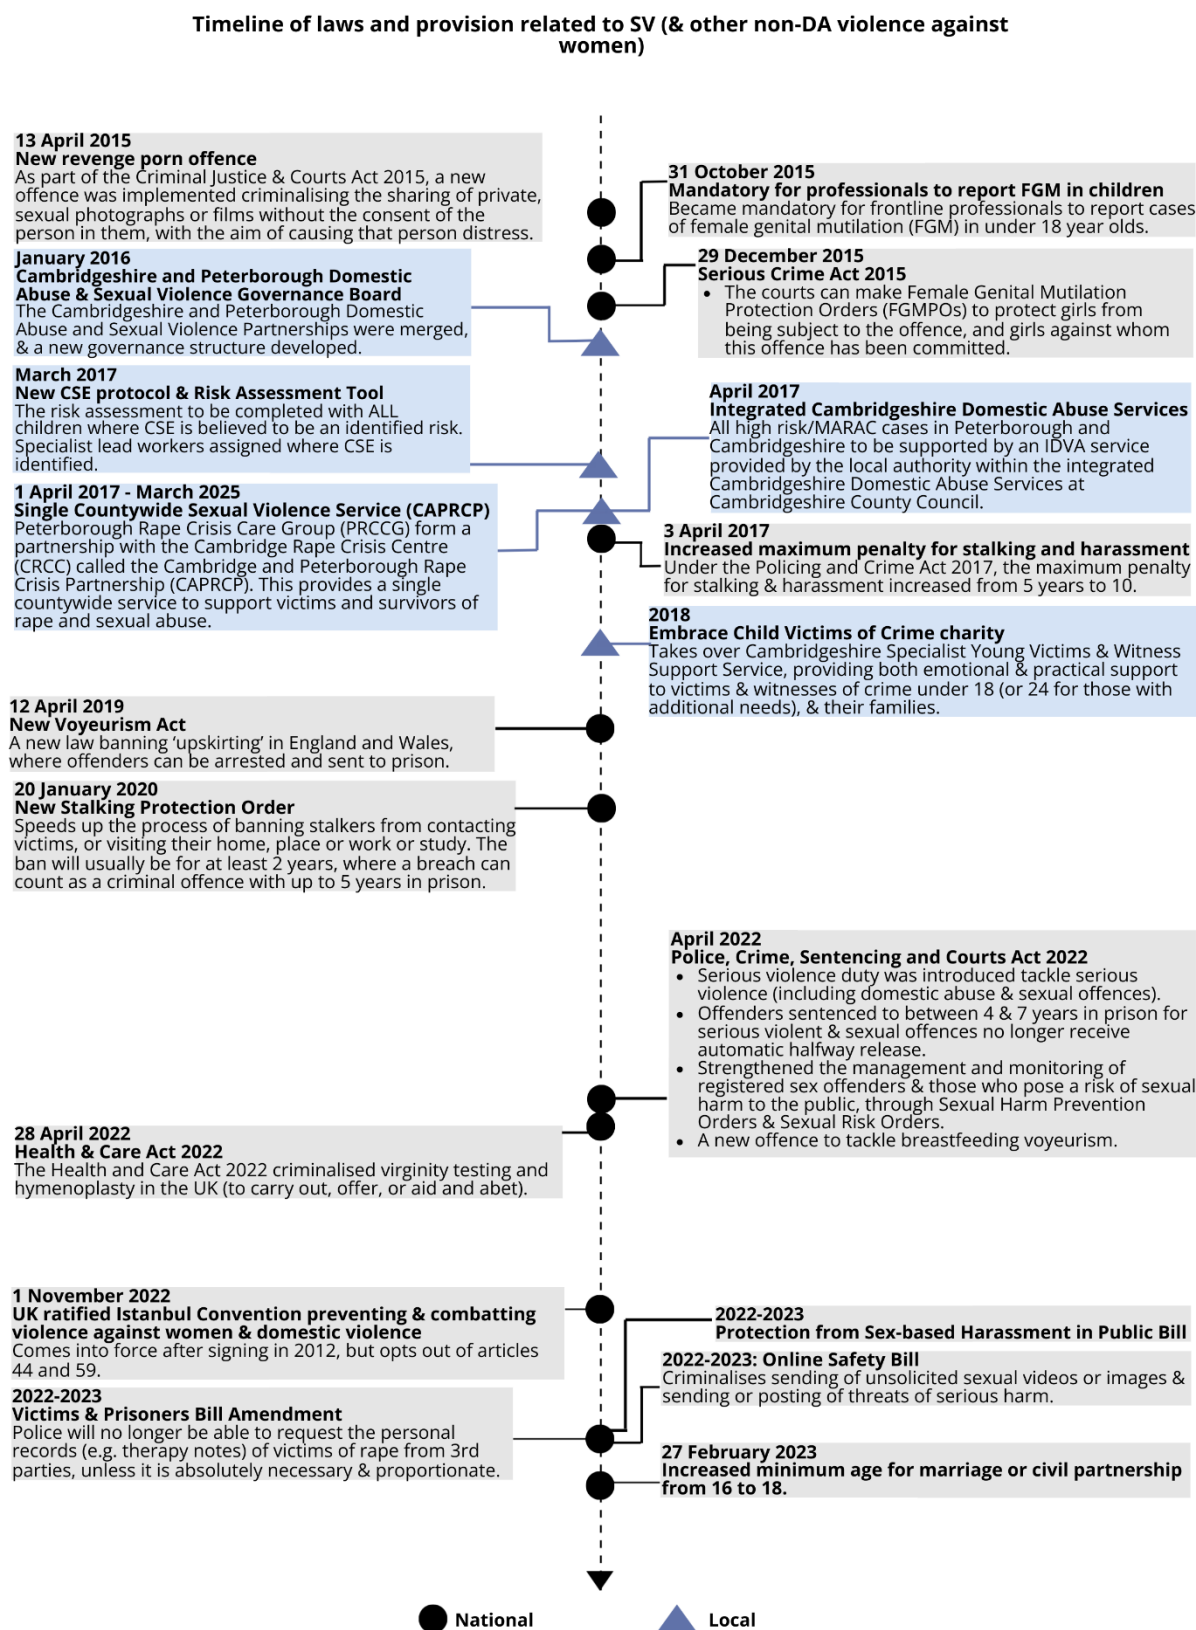 Timeline of laws and provision related to SV (& other non-DA violence against
women)
13 April 2015
New revenge porn offence
As part of the Criminal Justice & Courts Act 2015, a new
offence was implemented criminalising the sharing of private,
sexual photographs or films without the consent of the
person in them, with the aim of causing that person distress.
31 October 2015
Mandatory for professionals to report FGM in children
Became mandatory for frontline professionals to report cases
of female genital mutilation (FGM) in under 18 year olds.
29 December 2015
Serious Crime Act 2015
• The courts can make Female Genital Mutilation
Protection Orders (FGMPOs) to protect girls from
being subject to the offence, and girls against whom
this offence has been committed.
January 2016
Cambridgeshire and Peterborough Domestic
Abuse & Sexual Violence Governance Board
The Cambridgeshire and Peterborough Domestic
Abuse and Sexual Violence Partnerships were merged,
& a new governance structure developed.
March 2017
New CSE protocol & Risk Assessment Tool
The risk assessment to be completed with ALL
children where CSE is believed to be an identified risk.
Specialist lead workers assigned where CSE is
identified.
April 2017
Integrated Cambridgeshire Domestic Abuse Services
All high risk/MARAC cases in Peterborough and
Cambridgeshire to be supported by an IDVA service
provided by the local authority within the integrated
Cambridgeshire Domestic Abuse Services at
Cambridgeshire County Council.
1 April 2017 - March 2025
Single Countywide Sexual Violence Service (CAPRCP)
Peterborough Rape Crisis Care Group (PRCCG) form a
partnership with the Cambridge Rape Crisis Centre
(CRCC) called the Cambridge and Peterborough Rape
Crisis Partnership (CAPRCP). This provides a single
countywide service to support victims and survivors of
rape and sexual abuse.
3 April 2017
Increased maximum penalty for stalking and harassment
Under the Policing and Crime Act 2017, the maximum penalty
for stalking & harassment increased from 5 years to 10.
2018
Embrace Child Victims of Crime charity
Takes over Cambridgeshire Specialist Young Victims & Witness
Support Service, providing both emotional & practical support
to victims & witnesses of crime under 18 (or 24 for those with
additional needs), & their families.
12 April 2019
New Voyeurism Act
A new law banning ‘upskirting’ in England and Wales,
where offenders can be arrested and sent to prison.
20 January 2020
New Stalking Protection Order
Speeds up the process of banning stalkers from contacting
victims, or visiting their home, place or work or study. The
ban will usually be for at least 2 years, where a breach can
count as a criminal offence with up to 5 years in prison.
April 2022
Police, Crime, Sentencing and Courts Act 2022
• Serious violence duty was introduced tackle serious
violence (including domestic abuse & sexual offences).
• Offenders sentenced to between 4 & 7 years in prison for
serious violent & sexual offences no longer receive
automatic halfway release.
• Strengthened the management and monitoring of
registered sex offenders & those who pose a risk of sexual
harm to the public, through Sexual Harm Prevention
Orders & Sexual Risk Orders.
• A new offence to tackle breastfeeding voyeurism.
28 April 2022
Health & Care Act 2022
The Health and Care Act 2022 criminalised virginity testing and
hymenoplasty in the UK (to carry out, offer, or aid and abet).
1 November 2022
UK ratified Istanbul Convention preventing & combatting
violence against women & domestic violence
Comes into force after signing in 2012, but opts out of articles
44 and 59.
2022-2023
Protection from Sex-based Harassment in Public Bill
2022-2023: Online Safety Bill
Criminalises sending of unsolicited sexual videos or images &
sending or posting of threats of serious harm.
2022-2023
Victims & Prisoners Bill Amendment
Police will no longer be able to request the personal
records (e.g. therapy notes) of victims of rape from 3rd
parties, unless it is absolutely necessary & proportionate.
27 February 2023
Increased minimum age for marriage or civil partnership
from 16 to 18.
National
Local